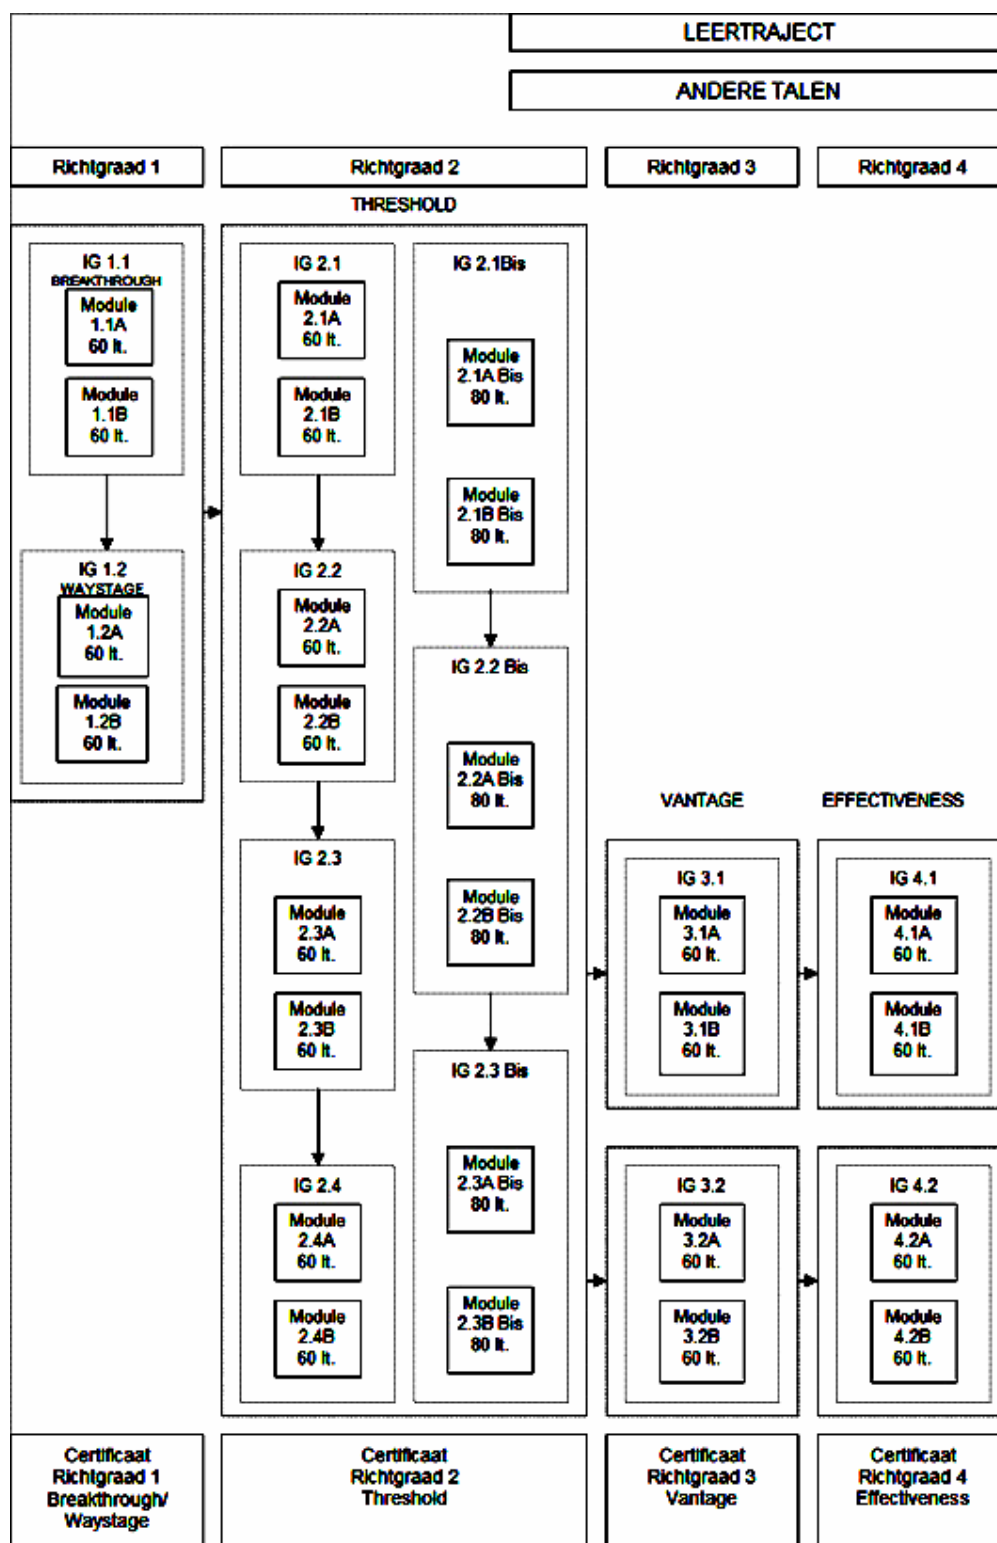 LEERTRAJECT
ANDERE TALEN
Richtgraad 1
Richtgraad 2
Richtgraad 3
Richtgraad 4
THRESHOLD
IG 1.1
BREAKTHROUGH
Module
1.1A
60 lt.
Module
1.1B
60 lt.
IG 1.2
WAYSTAGE
Module
1.2A
60 lt.
Module
1.2B
60 lt.
IG 2.1
Module
2.1A
60 lt.
Module
2.1B
60 lt.
IG 2.2
Module
2.2A
60 lt.
Module
2.2B
60 lt.
IG 2.3
Module
2.3A
60 lt.
Module
2.3B
60 lt.
IG 2.4
Module
2.4A
60 lt.
Module
2.4B
60 lt.
IG 2.1Bis
Module
2.1A Bis
80 lt.
Module
2.1B Bis
80 lt.
IG 2.2 Bis
Module
2.2A Bis
80 lt.
Module
2.2B Bis
80 lt.
IG 2.3 Bis
Module
2.3A Bis
80 lt.
Module
2.3B Bis
80 lt.
VANTAGE
IG 3.1
Module
3.1A
60 lt.
Module
3.1B
60 lt.
IG 3.2
Module
3.2A
60 lt.
Module
3.2B
60 lt.
EFFECTIVENESS
IG 4.1
Module
4.1A
60 lt.
Module
4.1B
60 lt.
IG 4.2
Module
4.2A
60 lt.
Module
4.2B
60 lt.
Certificaat
Richtgraad 1
Breakthrough/
Waystage
Certificaat
Richtgraad 2
Threshold
Certificaat
Richtgraad 3
Vantage
Certificaat
Richtgraad 4
Effectiveness